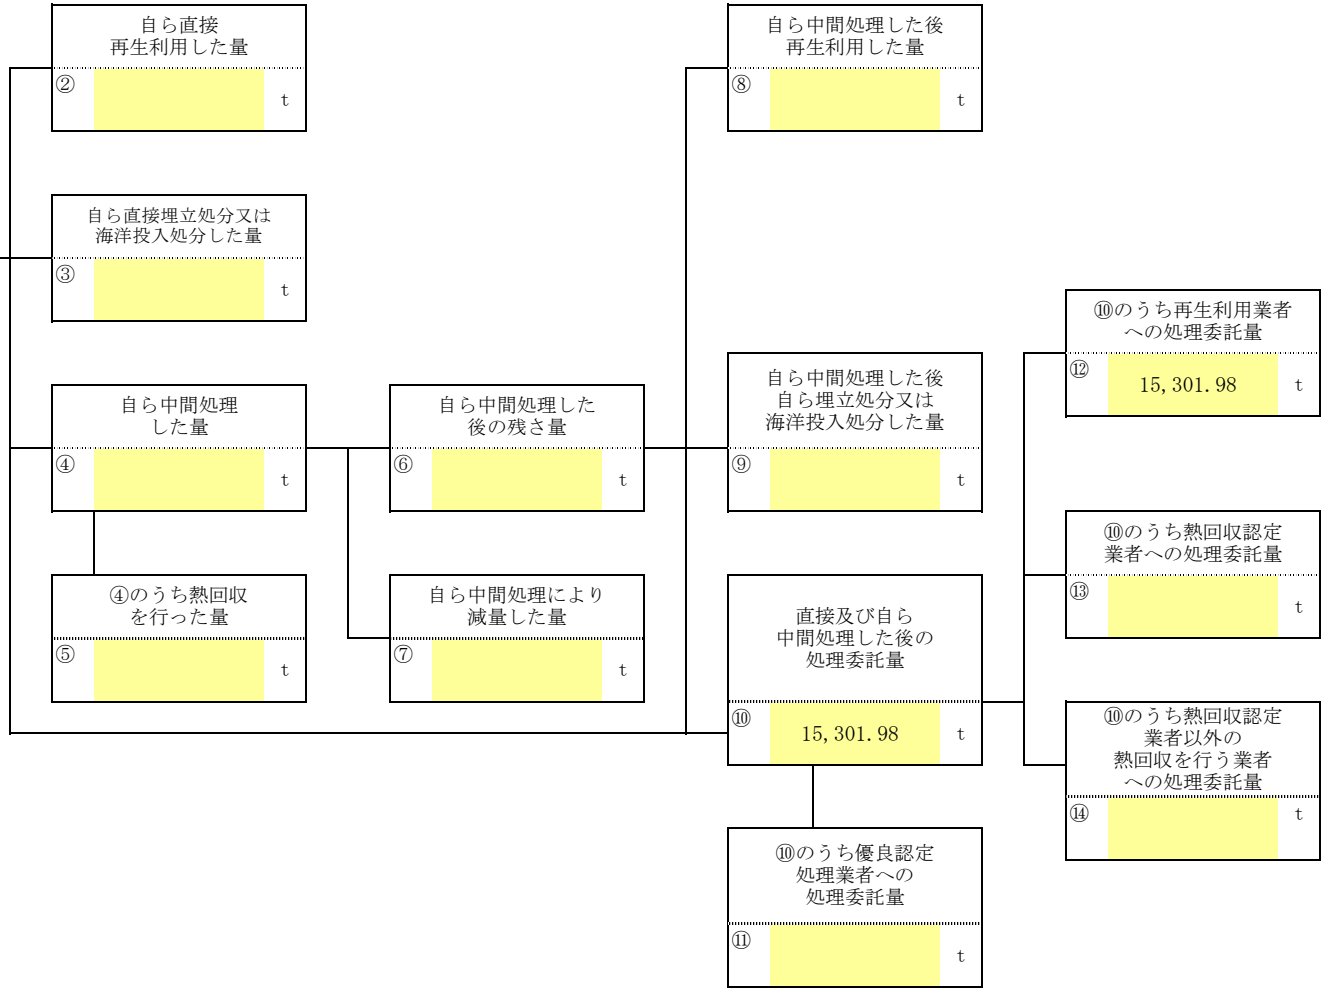 自ら直接
再生利用した量
②
t
自ら中間処理した後
再生利用した量
⑧
t
自ら直接埋立処分又は
海洋投入処分した量
③
t
⑩のうち再生利用業者
への処理委託量
⑫
15,301.98
t
自ら中間処理
した量
④
t
自ら中間処理した
後の残さ量
⑥
t
自ら中間処理した後
自ら埋立処分又は
海洋投入処分した量
⑨
t
⑩のうち熱回収認定
業者への処理委託量
⑬
t
④のうち熱回収
を行った量
⑤
t
自ら中間処理により
減量した量
⑦
t
直接及び自ら
中間処理した後の
処理委託量
⑩
15,301.98
t
⑩のうち熱回収認定
業者以外の
熱回収を行う業者
への処理委託量
⑭
t
⑩のうち優良認定
処理業者への
処理委託量
⑪
t